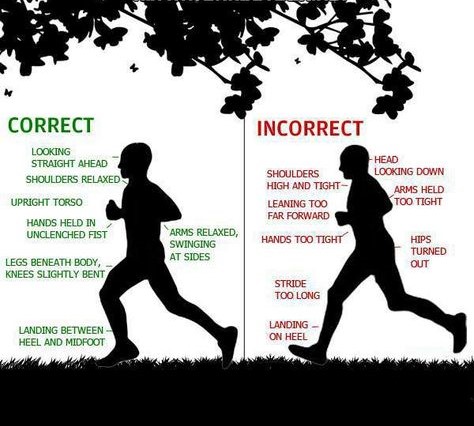 CORRECT
LOOKING
STRAIGHT AHEAD
SHOULDERS RELAXED
UPRIGHT TORSO
HANDS HELD IN
UNCLENCHED FIST
ARMS RELAXED,
SWINGING
AT SIDES
LEGS BENEATH BODY,
KNEES SLIGHTLY BENT
LANDING BETWEEN
HEEL AND MIDFOOT
INCORRECT
HEAD
LOOKING DOWN
SHOULDERS
HIGH AND TIGHT
ARMS HELD
TOO TIGHT
LEANING TOO
FAR FORWARD
HANDS TOO TIGHT
HIPS
TURNED
OUT
STRIDE
TOO LONG
LANDING
ON HEEL